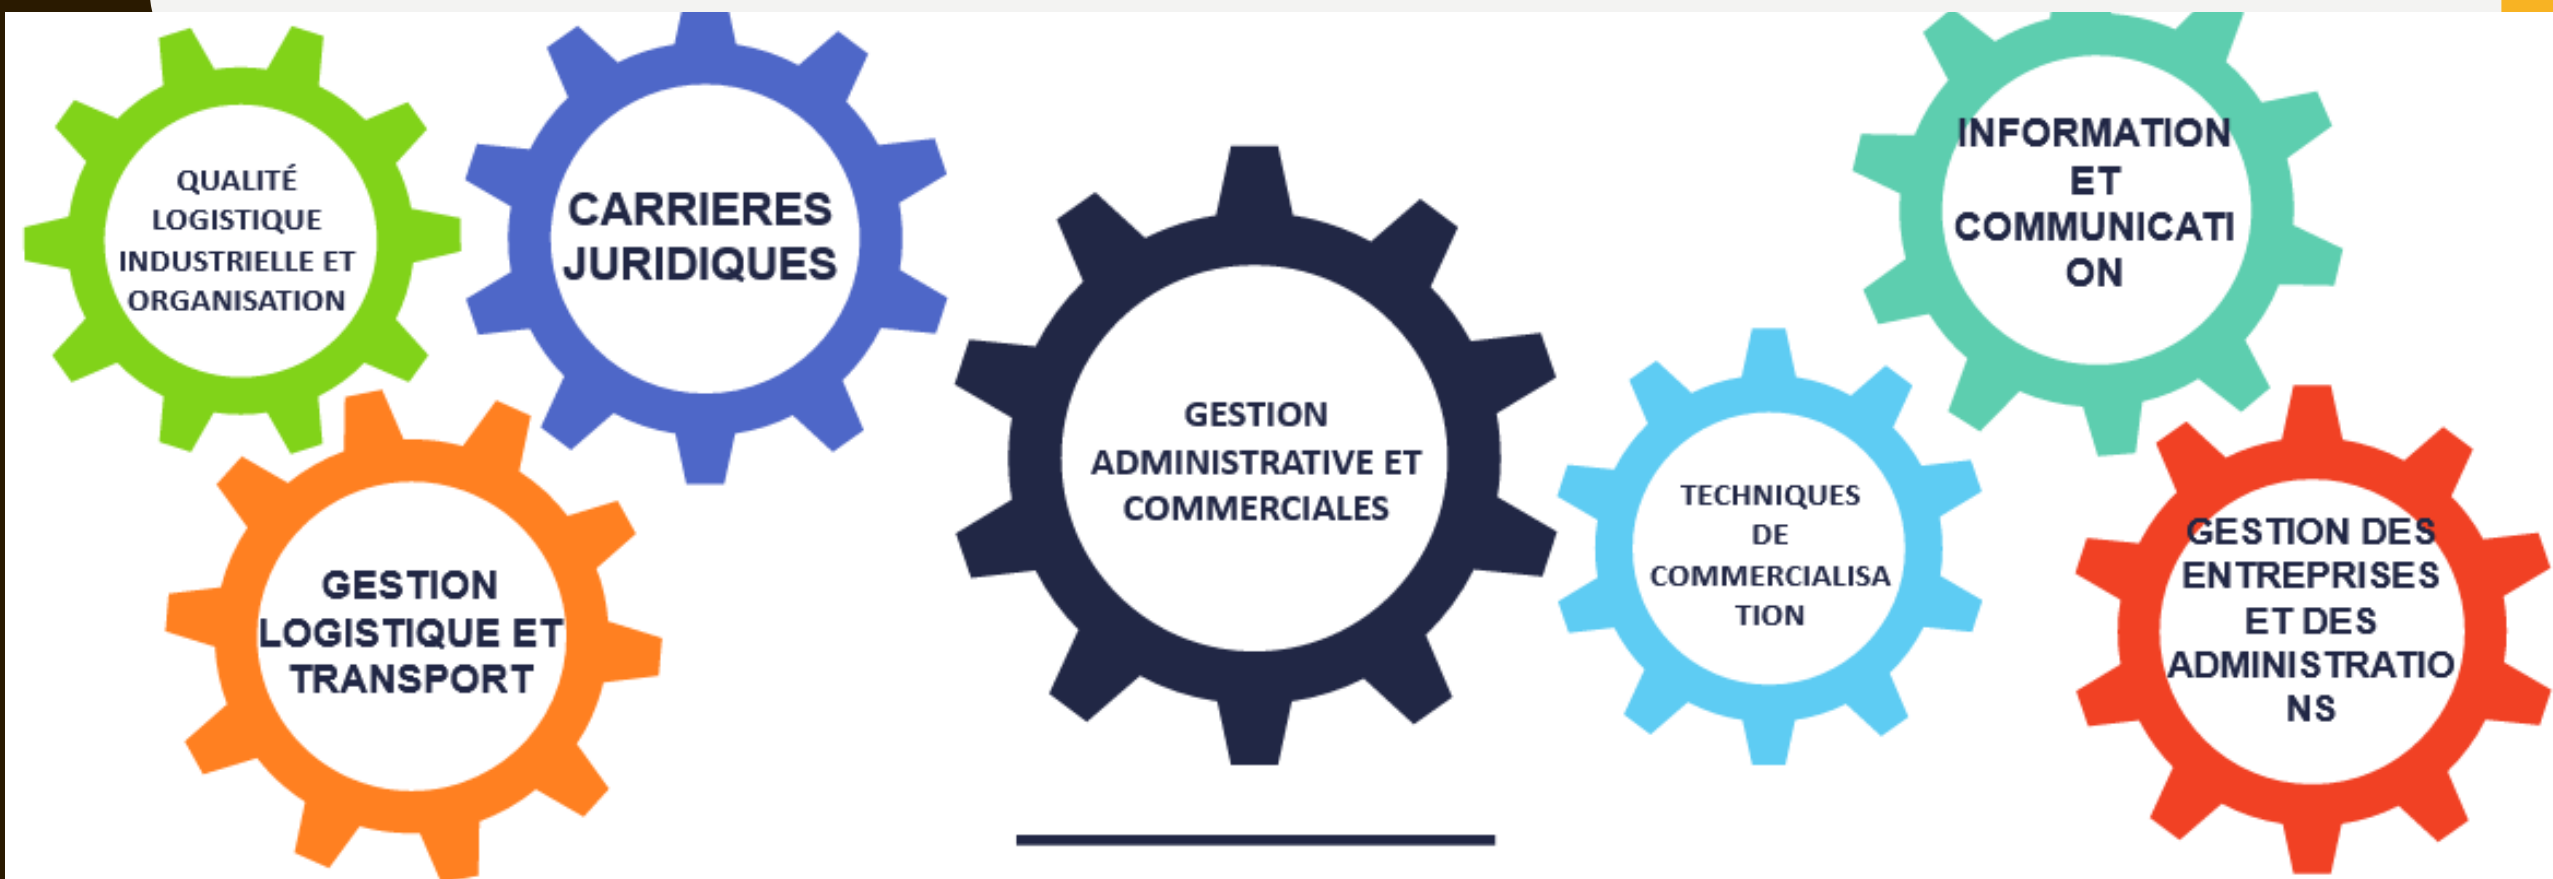 QUALITÉ
LOGISTIQUE
INDUSTRIELLE ET
ORGANISATION
CARRIERES
JURIDIQUES
GESTION
LOGISTIQUE ET
TRANSPORT
GESTION
ADMINISTRATIVE ET
COMMERCIALES
TECHNIQUES
DE
COMMERCIALISA
TION
INFORMATION
ET
COMMUNICATI
ON
GESTION DES
ENTREPRISES
ET DES
ADMINISTRATIO
NS